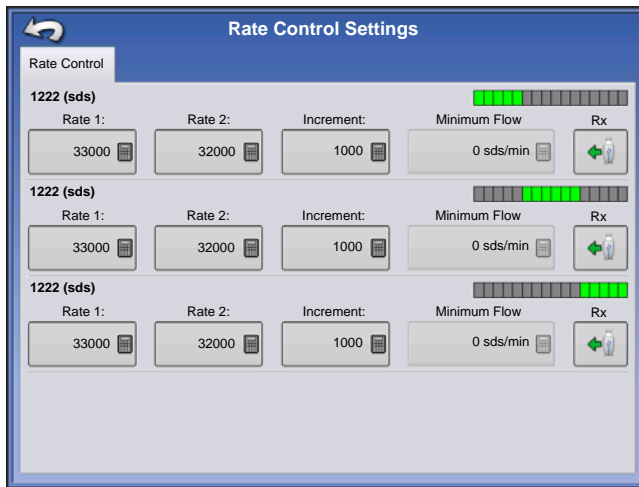 Rate Control Settings
Rate Control
1222 (sds)
Rate 1: Rate 2: Increment: Minimum Flow Rx
33000 32000 1000 0 sds/min
1222 (sds)
Rate 1: Rate 2: Increment: Minimum Flow Rx
33000 32000 1000 0 sds/min
1222 (sds)
Rate 1: Rate 2: Increment: Minimum Flow Rx
33000 32000 1000 0 sds/min